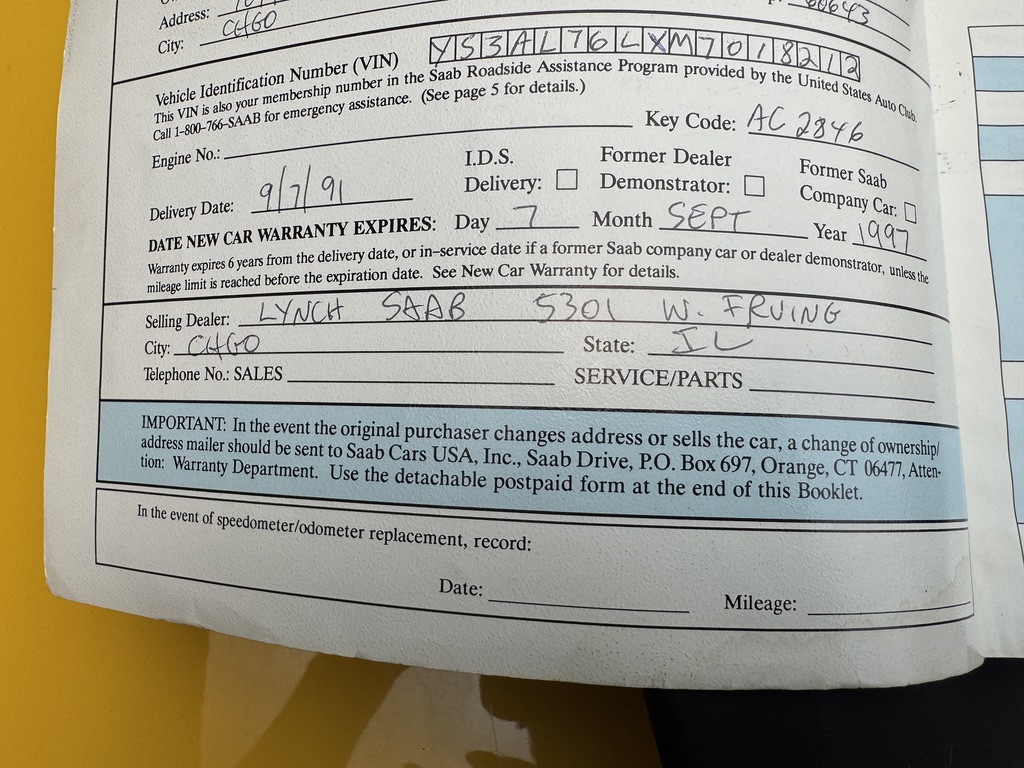 Address:
City: CHGO 60643
Vehicle Identification Number (VIN) YS3AL76LXM7018212
This VIN is also your membership number in the Saab Roadside Assistance Program provided by the United States Auto Club.
Call 1-800-766-SAAB for emergency assistance. (See page 5 for details.)
Engine No.: Key Code: AC 2846
Delivery Date: 9/7/91 I.D.S. Delivery: Former Dealer Demonstrator: Former Saab Company Car:
DATE NEW CAR WARRANTY EXPIRES: Day 7 Month SEPT Year 1997
Warranty expires 6 years from the delivery date, or in-service date if a former Saab company car or dealer demonstrator, unless the
mileage limit is reached before the expiration date. See New Car Warranty for details.
Selling Dealer: LYNCH SAAB 5301 W. IRVING
City: CHGO State: IL
Telephone No.: SALES SERVICE/PARTS
IMPORTANT: In the event the original purchaser changes address or sells the car, a change of ownership/
address mailer should be sent to Saab Cars USA, Inc., Saab Drive, P.O. Box 697, Orange, CT 06477, Atten-
tion: Warranty Department. Use the detachable postpaid form at the end of this Booklet.
In the event of speedometer/odometer replacement, record:
Date: Mileage: